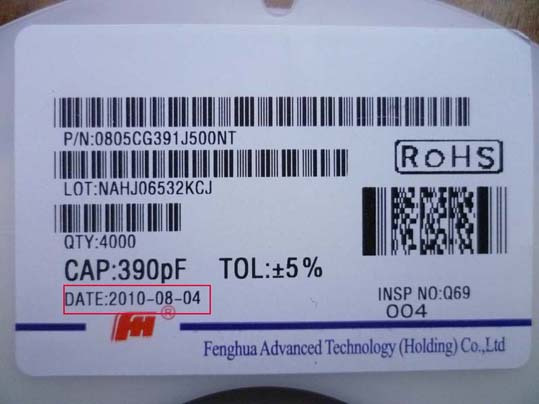 P/N:0805CG391J500NT
RoHS
LOT:NAHJ06532KCJ
QTY:4000
CAP:390pF TOL:±5%
DATE:2010-08-04
INSP NO:Q69
004
FH®
Fenghua Advanced Technology (Holding) Co.,Ltd